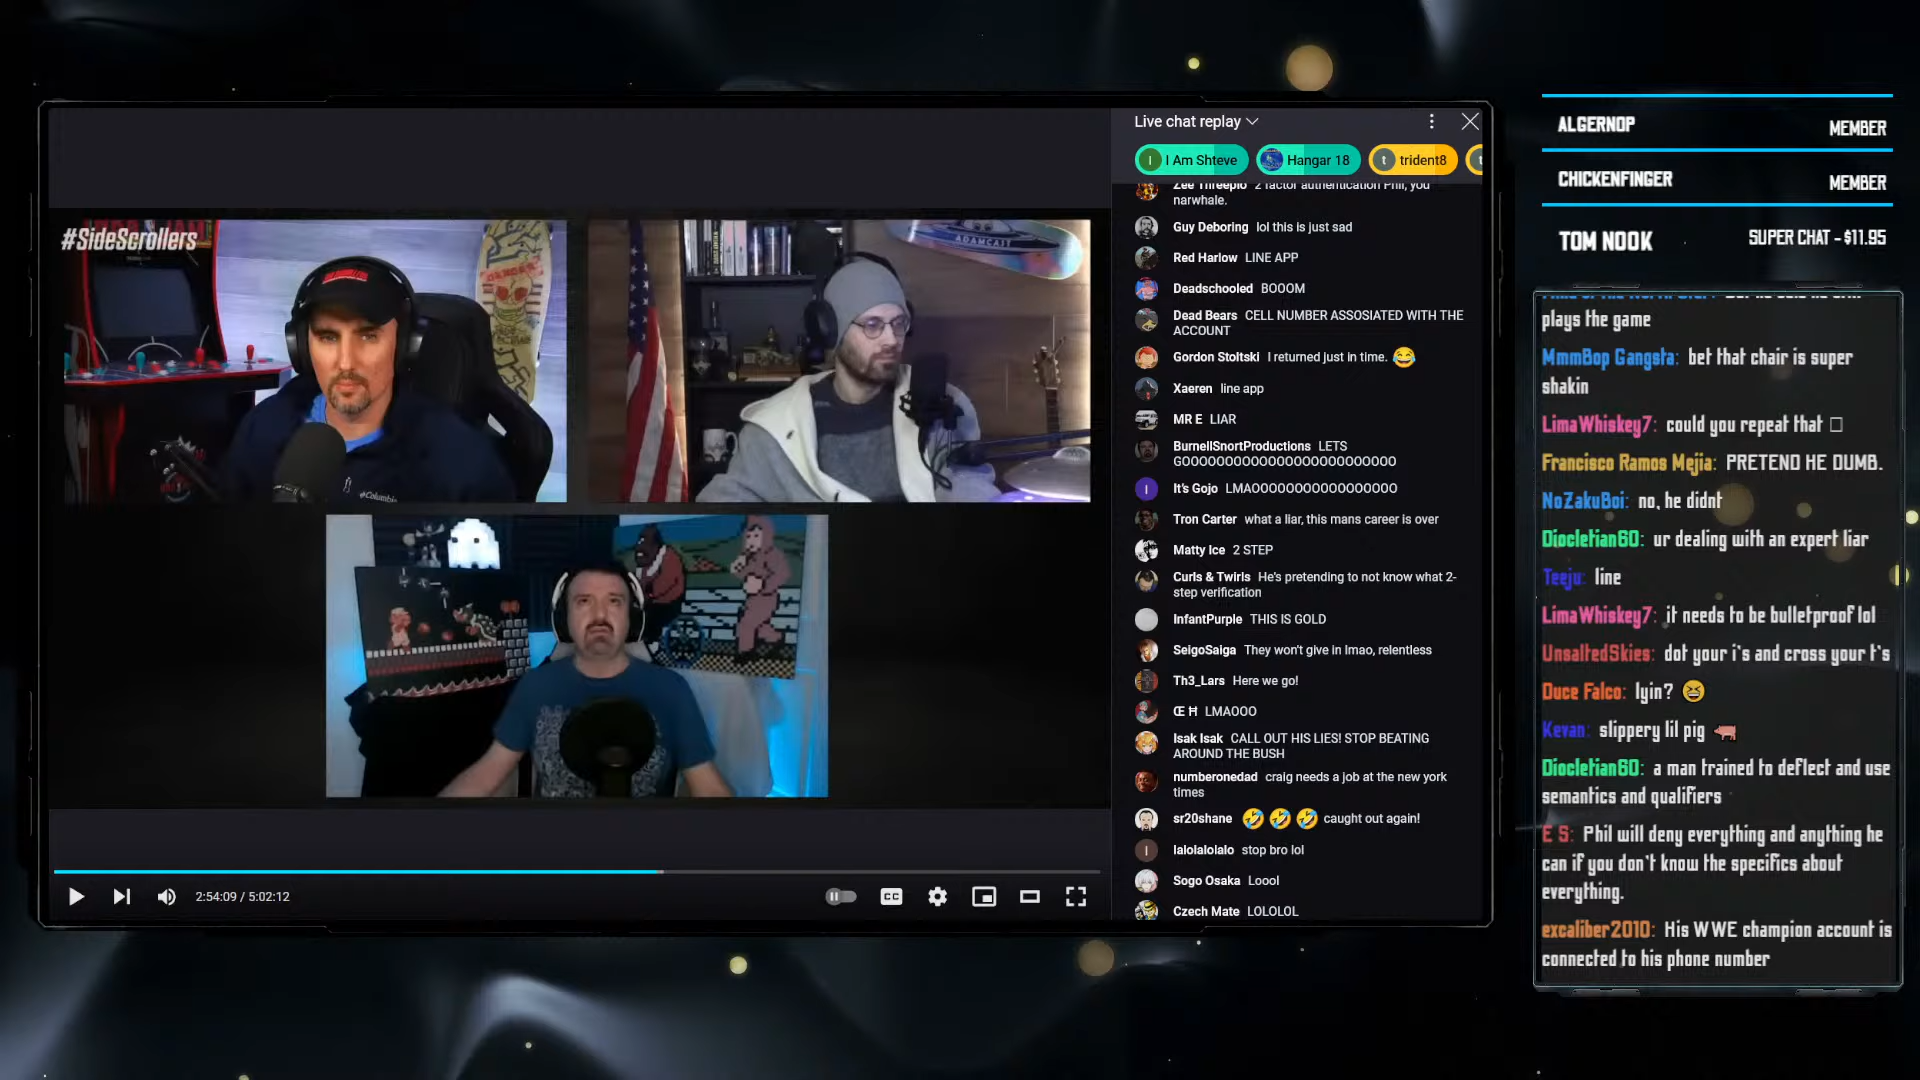 #SideScrollers
ADAMCAST
Columbia
2:54:09 / 5:02:12
CC
Live chat replay
I Am Shteve
Hangar 18
trident8
Zee Threepio 2 factor authentication Phil, you
narwhale.
Guy Deboring lol this is just sad
Red Harlow LINE APP
Deadschooled BOOOM
Dead Bears CELL NUMBER ASSOSIATED WITH THE
ACCOUNT
Gordon Stoltski I returned just in time. 😂
Xaeren line app
MR E LIAR
BurnellSnortProductions LETS
GOOOOOOOOOOOOOOOOOOOOOOOOO
It's Gojo LMAOOOOOOOOOOOOOOOOO
Tron Carter what a liar, this mans career is over
Matty Ice 2 STEP
Curls & Twirls He's pretending to not know what 2-
step verification
InfantPurple THIS IS GOLD
SeigoSaiga They won't give in lmao, relentless
Th3_Lars Here we go!
Œ Ħ LMAOOO
Isak Isak CALL OUT HIS LIES! STOP BEATING
AROUND THE BUSH
numberonedad craig needs a job at the new york
times
sr20shane 🤣 🤣 🤣 caught out again!
lalolalolalo stop bro lol
Sogo Osaka Loool
Czech Mate LOLOLOL
ALGERNOP MEMBER
CHICKENFINGER MEMBER
TOM NOOK SUPER CHAT - $11.95
plays the game
MmmBop Gangsta: bet that chair is super
shakin
LimaWhiskey7: could you repeat that
Francisco Ramos Mejia: PRETEND HE DUMB.
NoZakuBoi: no, he didnt
Diocletian60: ur dealing with an expert liar
Teeju: line
LimaWhiskey7: it needs to be bulletproof lol
UnsaltedSkies: dot your i's and cross your t's
Duce Falco: lyin? 😆
Kevan: slippery lil pig 🐖
Diocletian60: a man trained to deflect and use
semantics and qualifiers
E S: Phil will deny everything and anything he
can if you don't know the specifics about
everything.
excaliber2010: His WWE champion account is
connected to his phone number